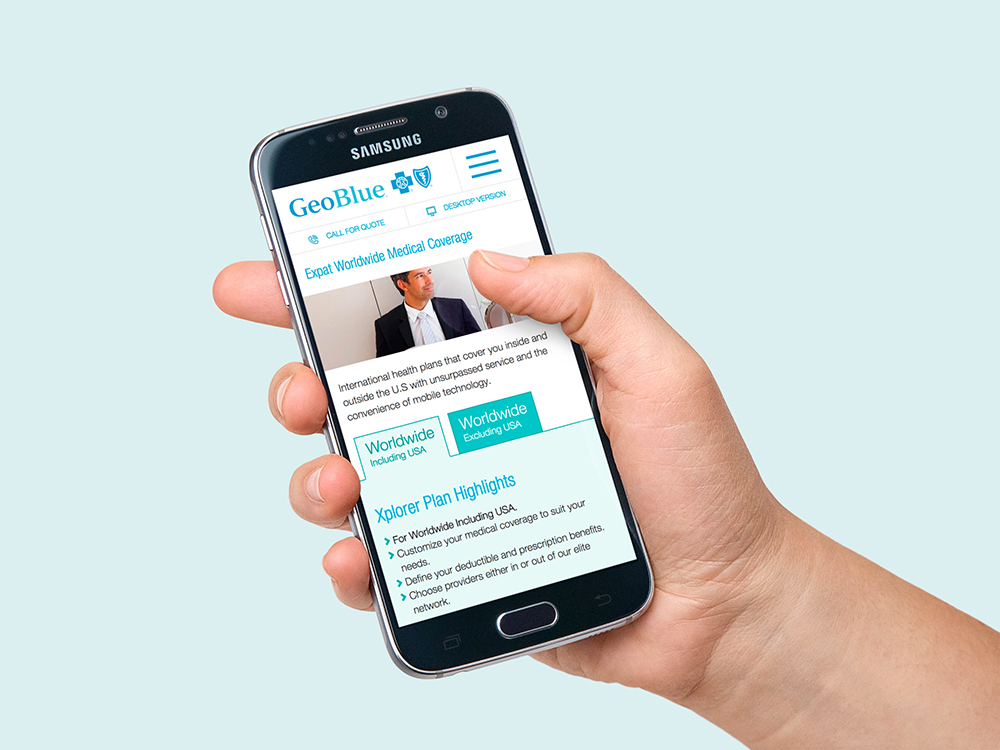 SAMSUNG
GeoBlue
CALL FOR QUOTE
DESKTOP VERSION
Expat Worldwide Medical Coverage
International health plans that cover you inside and
outside the U.S with unsurpassed service and the
convenience of mobile technology.
Worldwide
Including USA
Worldwide
Excluding USA
Xplorer Plan Highlights
For Worldwide Including USA.
Customize your medical coverage to suit your
needs.
Define your deductible and prescription benefits.
Choose providers either in or out of our elite
network.